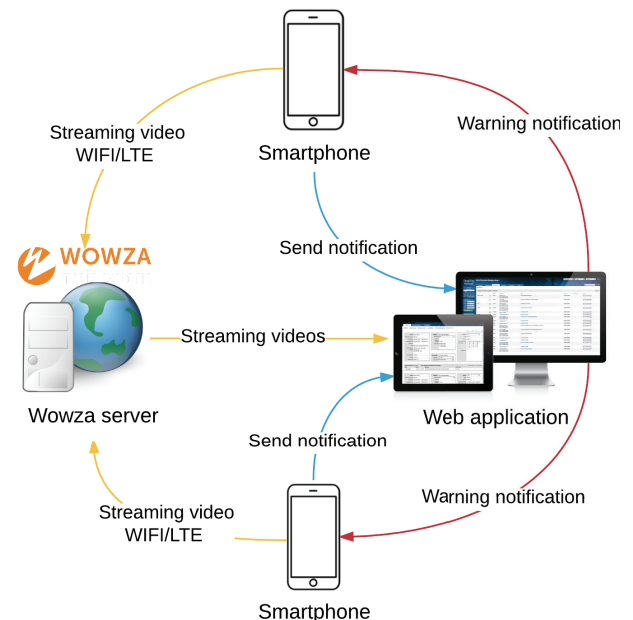 Streaming video
WIFI/LTE
Smartphone
Warning notification
Send notification
WOWZA
Streaming videos
Wowza server
Web application
Send notification
Warning notification
Streaming video
WIFI/LTE
Smartphone